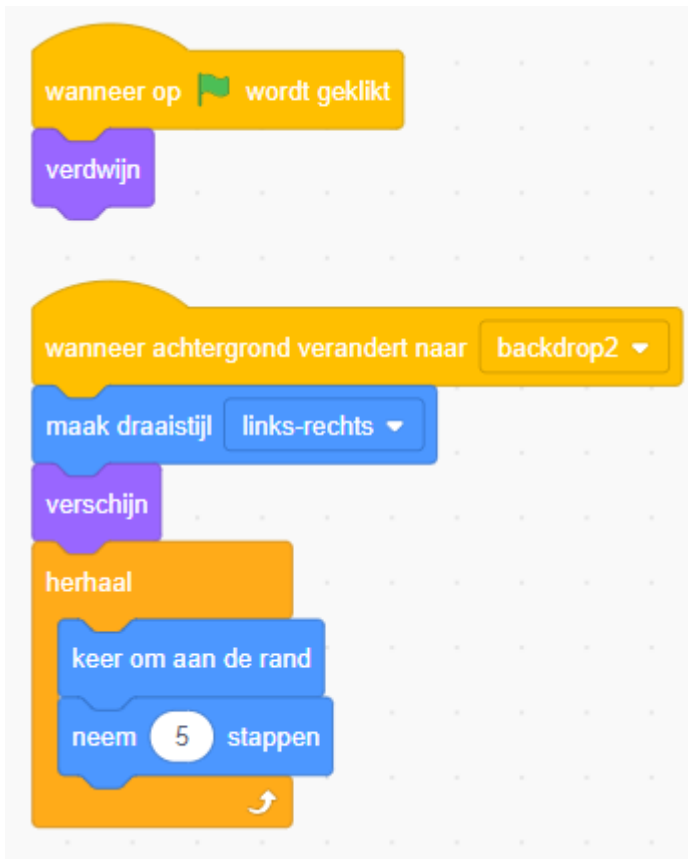 wanneer op wordt geklikt
verdwijn
wanneer achtergrond verandert naar backdrop2
maak draaistijl links-rechts
verschijn
herhaal
keer om aan de rand
neem 5 stappen